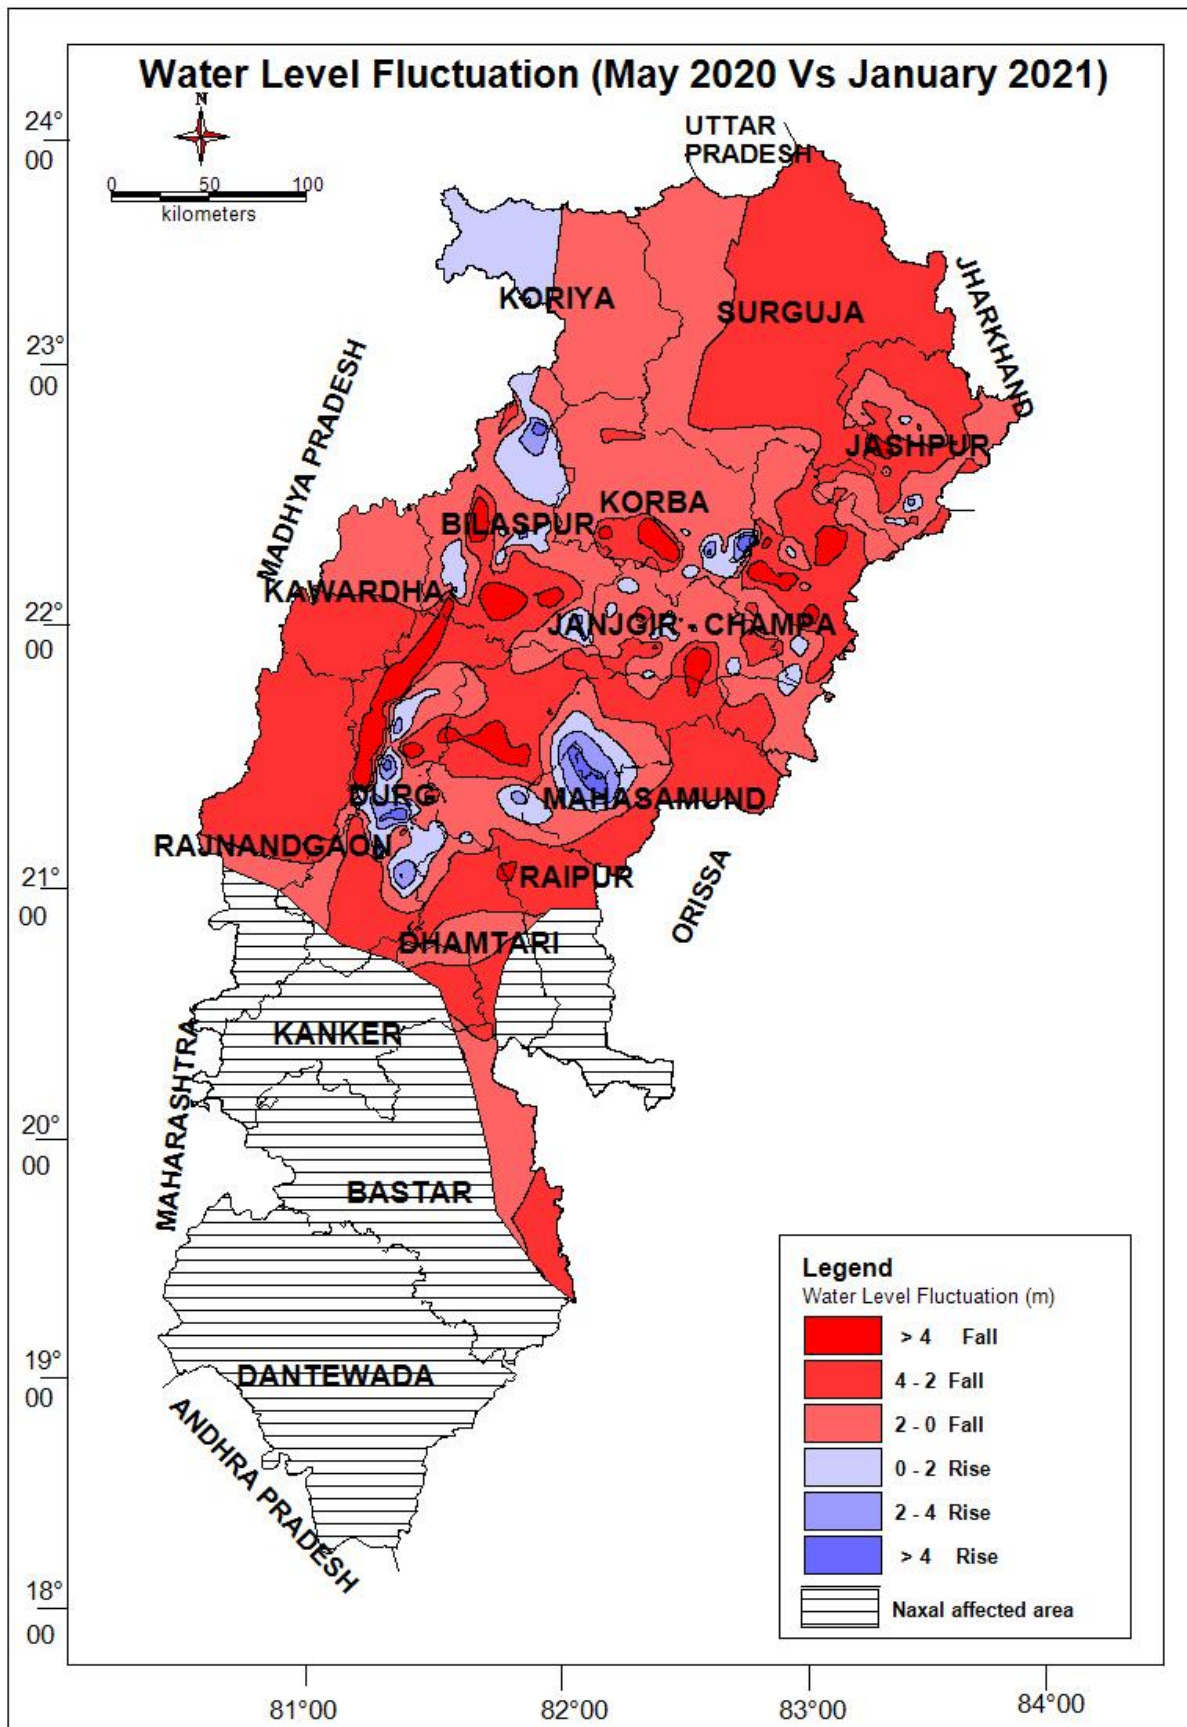 Water Level Fluctuation (May 2020 Vs January 2021)
N
0 50 100
kilometers
24°
00
23°
00
22°
00
21°
00
20°
00
19°
00
18°
00
UTTAR
PRADESH
KORIYA
SURGUJA
JHARKHAND
MADHYA PRADESH
JASHPUR
KORBA
BILASPUR
KAWARDHA
JANJGIR - CHAMPA
DURG
MAHASAMUND
RAJNANDGAON
RAIPUR
ORISSA
DHAMTARI
KANKER
MAHARASHTRA
BASTAR
DANTEWADA
ANDHRA PRADESH
Legend
Water Level Fluctuation (m)
> 4 Fall
4 - 2 Fall
2 - 0 Fall
0 - 2 Rise
2 - 4 Rise
> 4 Rise
Naxal affected area
81°00 82°00 83°00 84°00